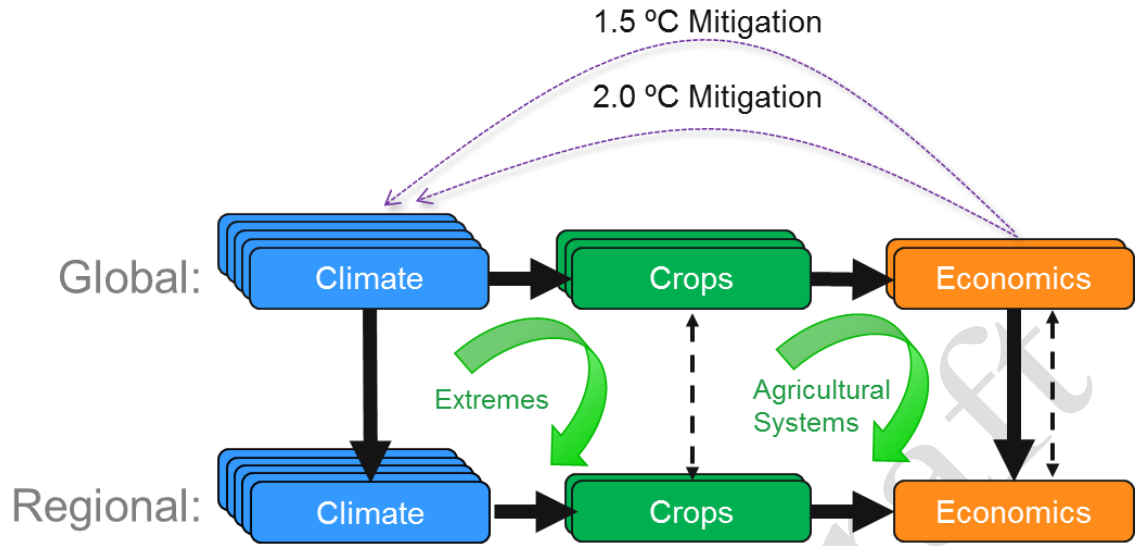 1.5 ºC Mitigation
2.0 ºC Mitigation
Global:
Climate
Crops
Economics
Extremes
Agricultural
Systems
Regional:
Climate
Crops
Economics